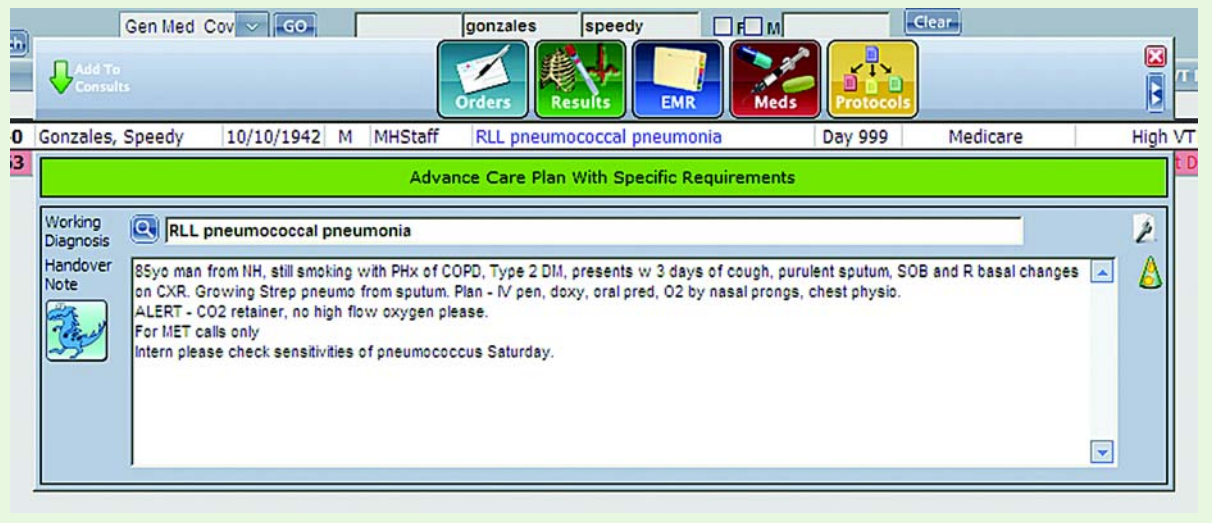 Gen Med Cov GO gonzales speedy F M Clear
Add To
Consults
Orders Results EMR Meds Protocols
Gonzales, Speedy 10/10/1942 M MHStaff RLL pneumococcal pneumonia Day 999 Medicare High VT
Advance Care Plan With Specific Requirements
Working
Diagnosis
RLL pneumococcal pneumonia
Handover
Note
85yo man from NH, still smoking with PHx of COPD, Type 2 DM, presents w 3 days of cough, purulent sputum, SOB and R basal changes
on CXR. Growing Strep pneumo from sputum. Plan - IV pen, doxy, oral pred, O2 by nasal prongs, chest physio.
ALERT - CO2 retainer, no high flow oxygen please.
For MET calls only
Intern please check sensitivities of pneumococcus Saturday.